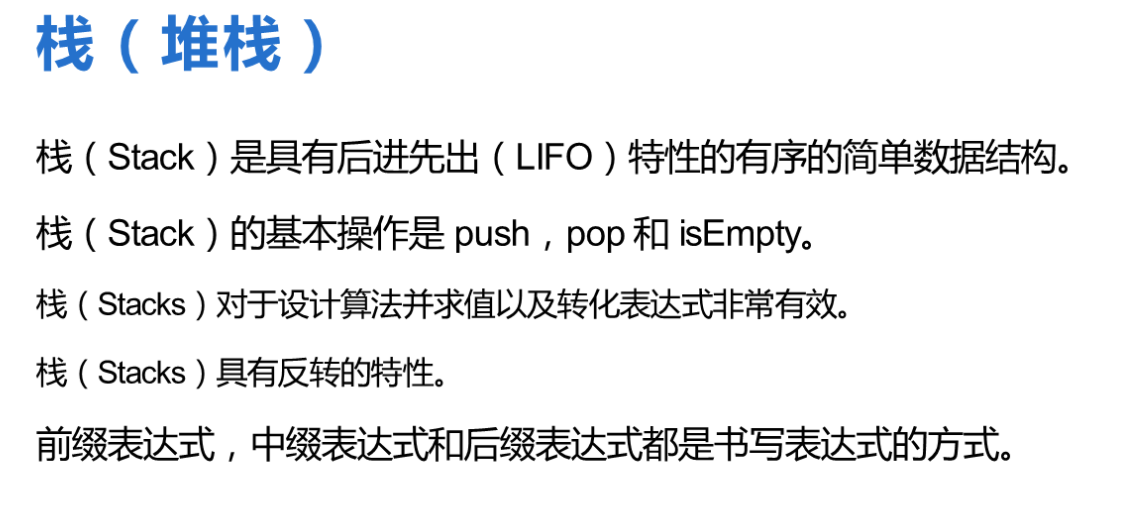 栈（堆栈）
栈（Stack）是具有后进先出（LIFO）特性的有序的简单数据结构。
栈（Stack）的基本操作是 push，pop 和 isEmpty。
栈（Stacks）对于设计算法并求值以及转化表达式非常有效。
栈（Stacks）具有反转的特性。
前缀表达式，中缀表达式和后缀表达式都是书写表达式的方式。